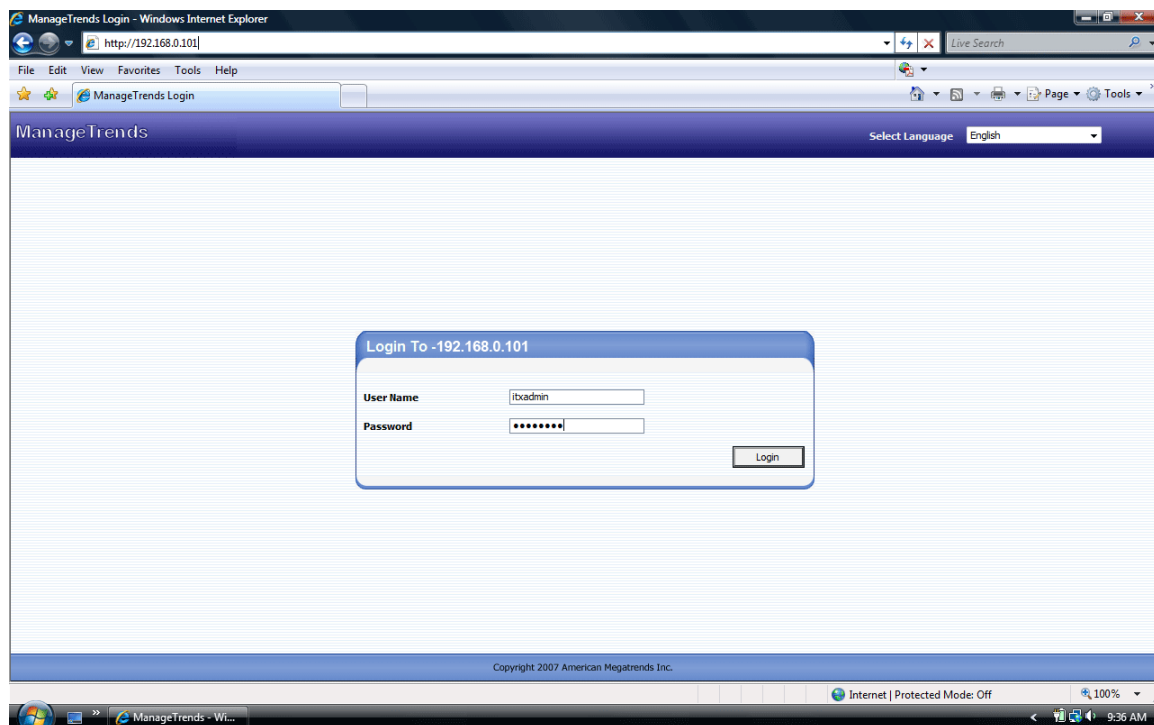 ManageTrends Login - Windows Internet Explorer
http://192.168.0.101
Live Search
File Edit View Favorites Tools Help
ManageTrends Login
Page
Tools
ManageTrends
Select Language English
Login To -192.168.0.101
User Name itxadmin
Password ••••••••
Login
Copyright 2007 American Megatrends Inc.
Internet | Protected Mode: Off
100%
ManageTrends - Wi...
9:36 AM